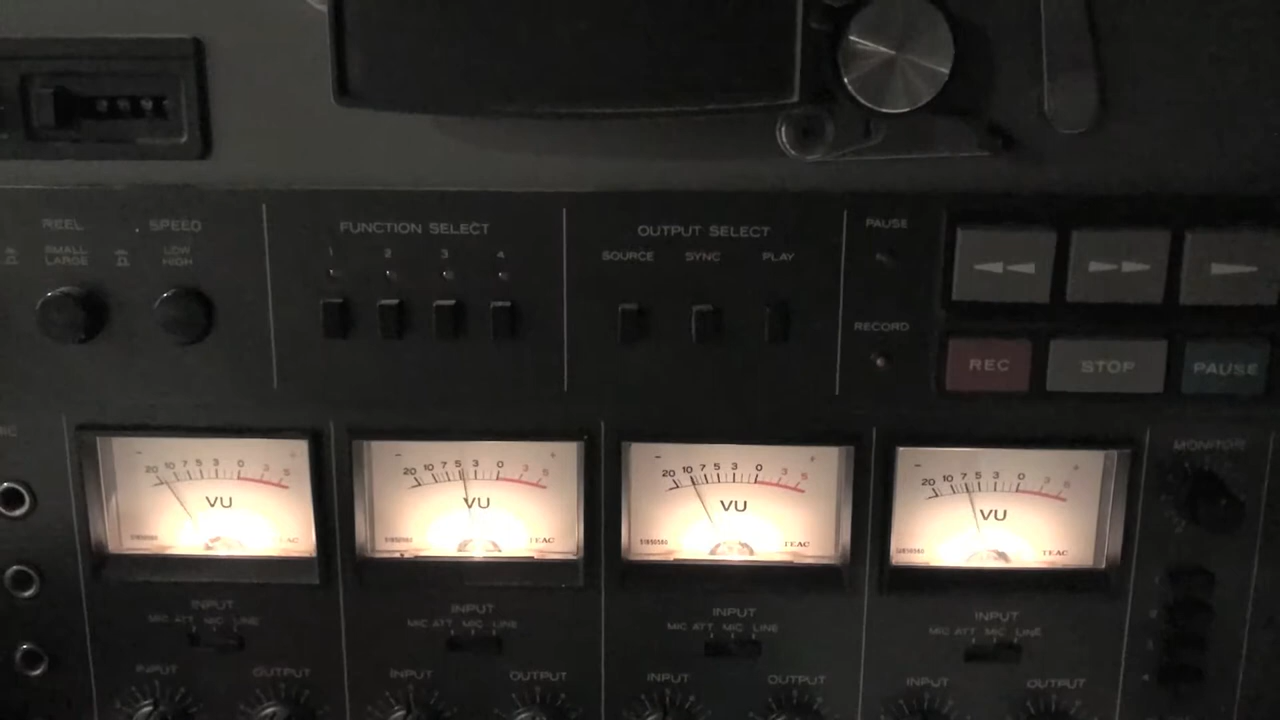 REEL SPEED FUNCTION SELECT OUTPUT SELECT PAUSE
SMALL LOW 1 2 3 4 SOURCE SYNC PLAY
LARGE HIGH
RECORD
REC STOP PAUSE
MONITOR
- 20 10 7 5 3 0 3 5 +
VU
TEAC
- 20 10 7 5 3 0 3 5 +
VU
TEAC
- 20 10 7 5 3 0 3 5 +
VU
TEAC
- 20 10 7 5 3 0 3 5 +
VU
TEAC
INPUT INPUT INPUT INPUT
MIC ATT MIC LINE MIC ATT MIC LINE MIC ATT MIC LINE MIC ATT MIC LINE
INPUT OUTPUT INPUT OUTPUT INPUT OUTPUT INPUT OUTPUT